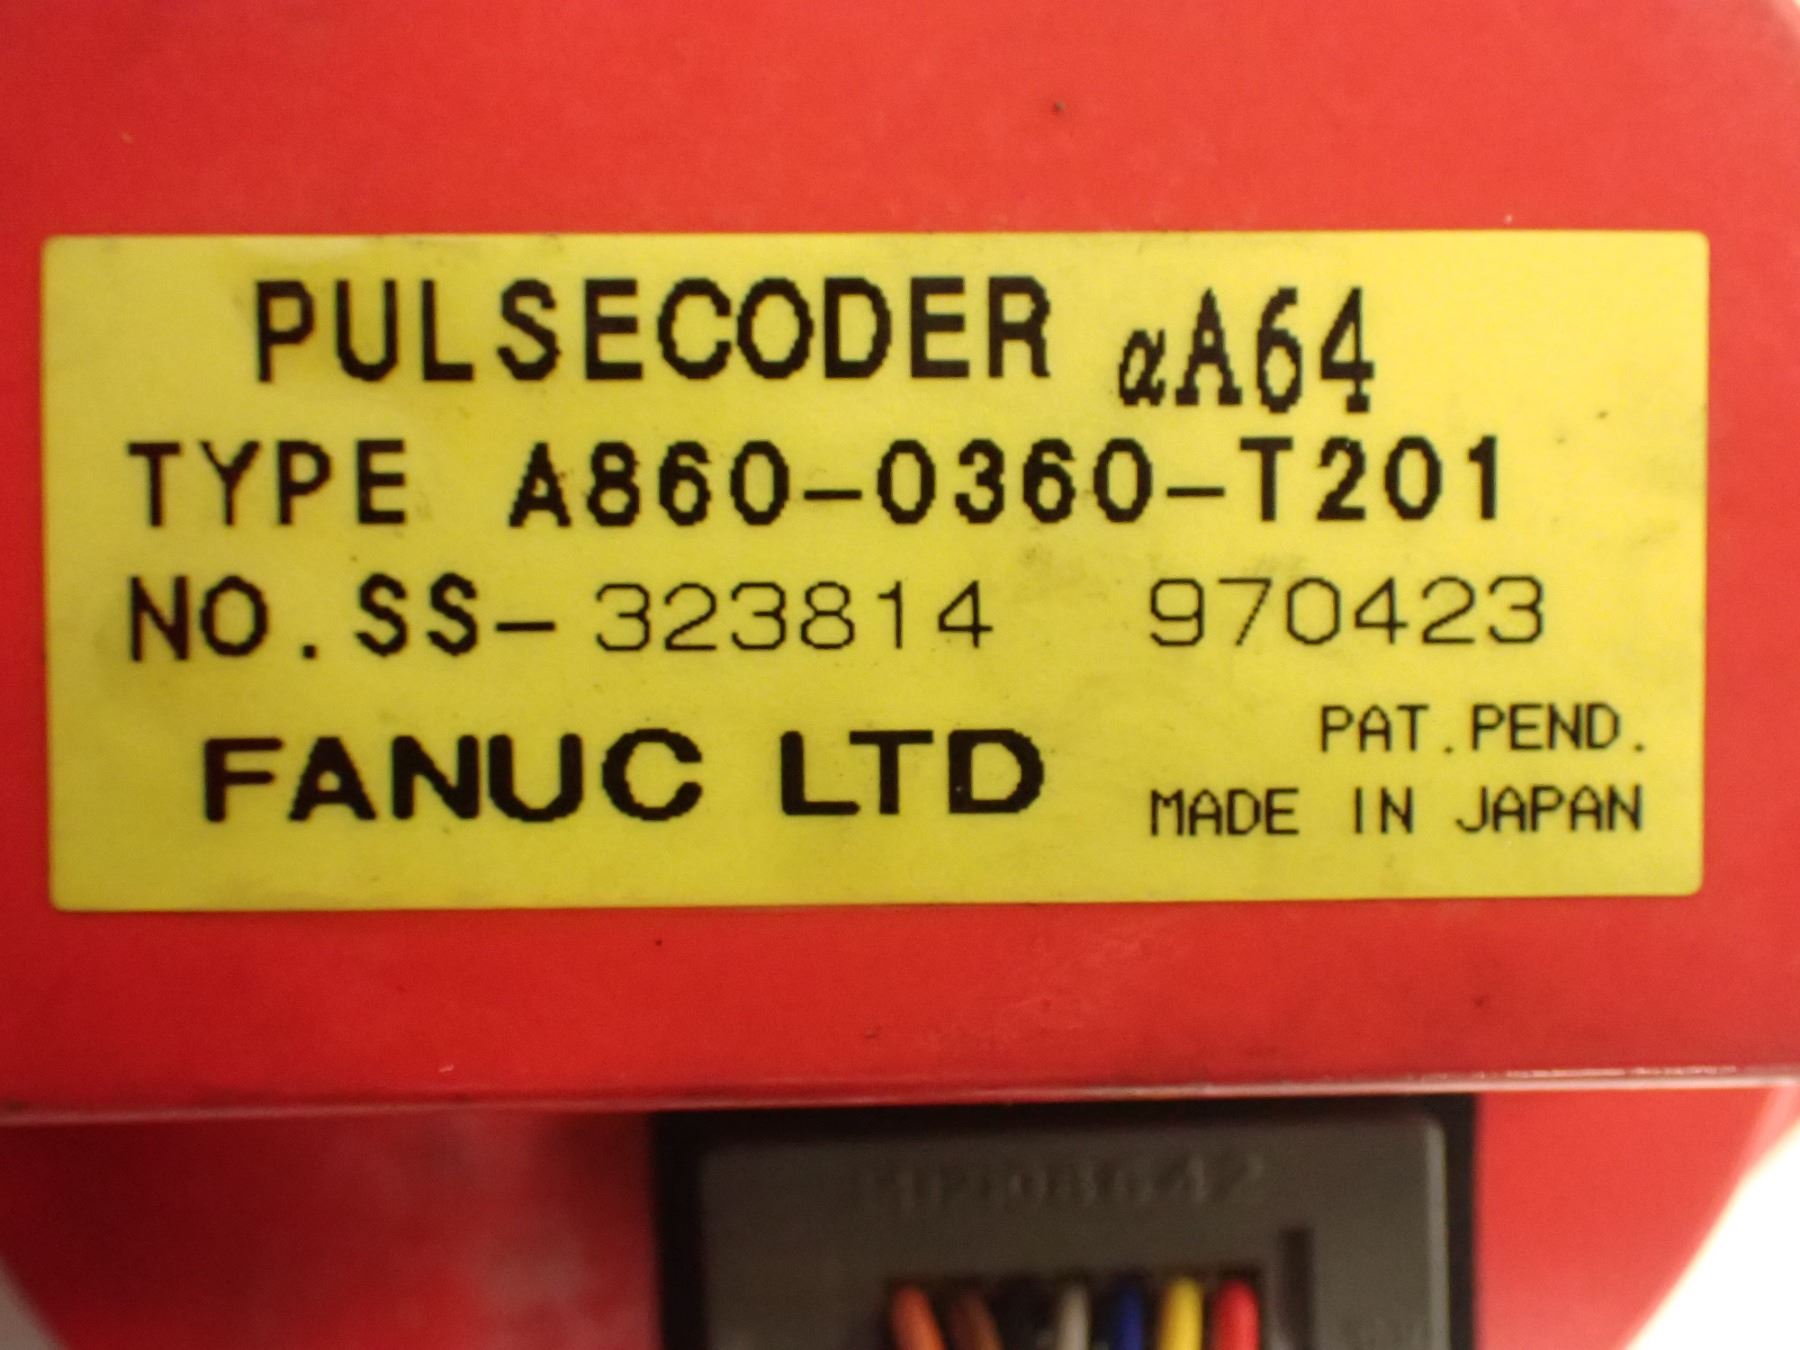 PULSECODER αA64
TYPE A860-0360-T201
NO.SS-323814 970423
FANUC LTD
PAT.PEND.
MADE IN JAPAN